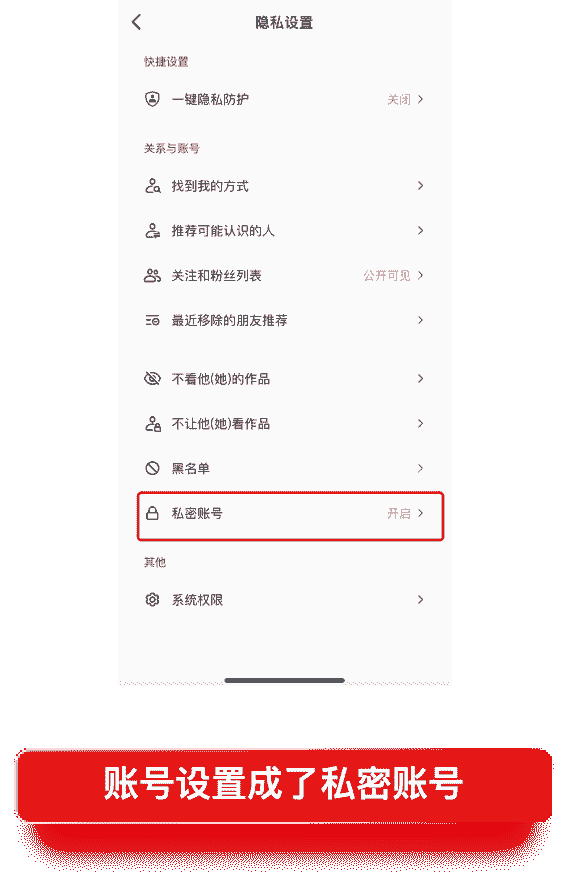 隐私设置
快捷设置
一键隐私防护 关闭
关系与账号
找到我的方式
推荐可能认识的人
关注和粉丝列表 公开可见
最近移除的朋友推荐
不看他(她)的作品
不让他(她)看作品
黑名单
私密账号 开启
其他
系统权限
账号设置成了私密账号